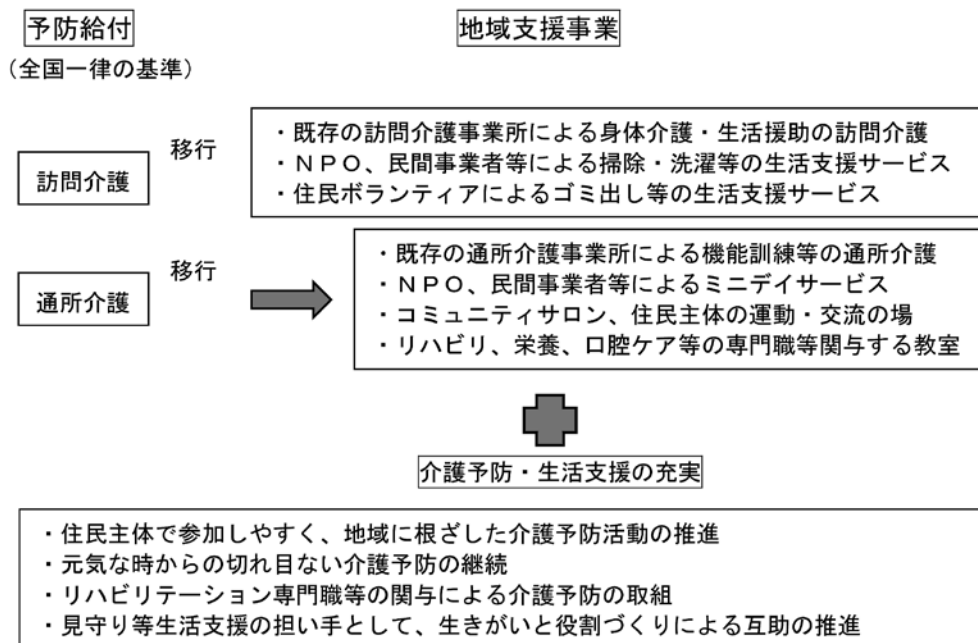 予防給付
地域支援事業
（全国一律の基準）
移行
訪問介護
・既存の訪問介護事業所による身体介護・生活援助の訪問介護
・ＮＰＯ、民間事業者等による掃除・洗濯等の生活支援サービス
・住民ボランティアによるゴミ出し等の生活支援サービス
移行
通所介護
・既存の通所介護事業所による機能訓練等の通所介護
・ＮＰＯ、民間事業者等によるミニデイサービス
・コミュニティサロン、住民主体の運動・交流の場
・リハビリ、栄養、口腔ケア等の専門職等関与する教室
介護予防・生活支援の充実
・住民主体で参加しやすく、地域に根ざした介護予防活動の推進
・元気な時からの切れ目ない介護予防の継続
・リハビリテーション専門職等の関与による介護予防の取組
・見守り等生活支援の担い手として、生きがいと役割づくりによる互助の推進